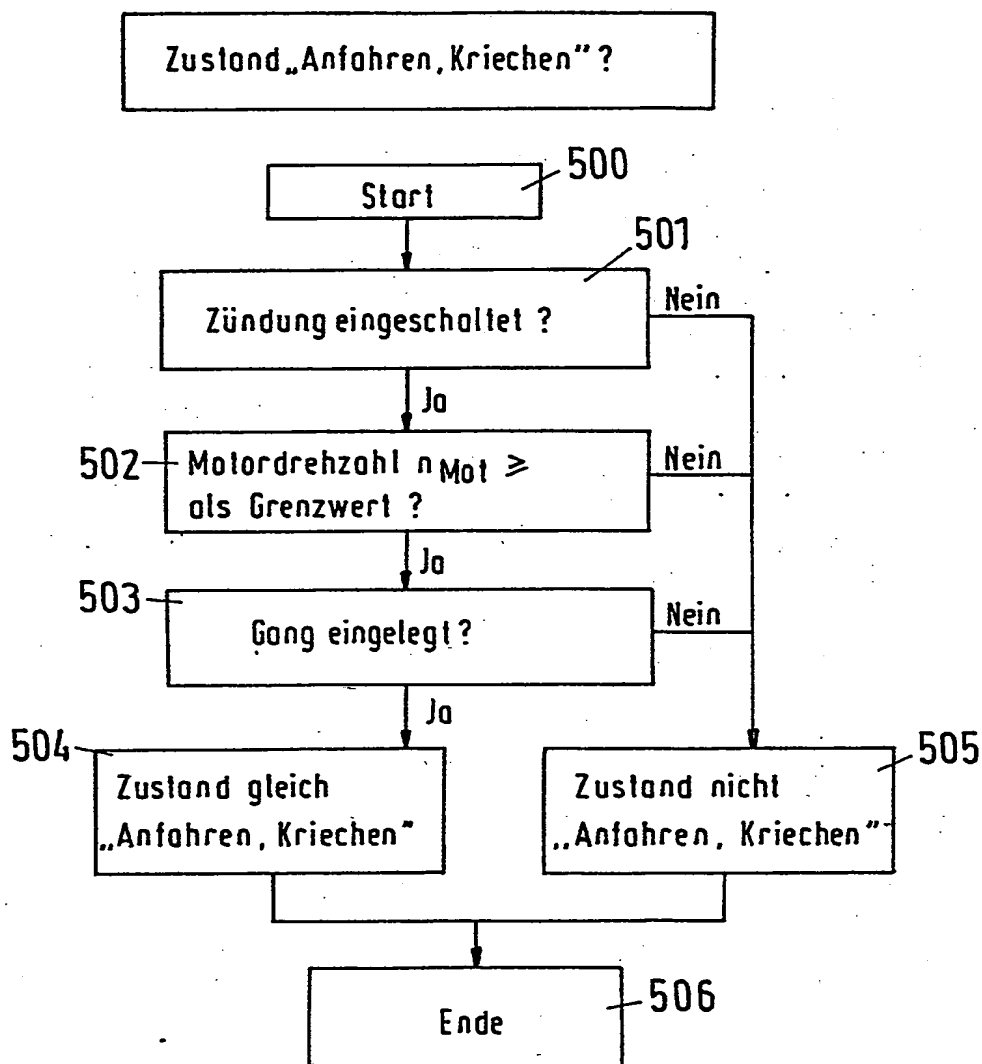 Zustand „Anfahren, Kriechen" ?
500
Start
501
Zündung eingeschaltet ?
Nein
Ja
502
Motordrehzahl n Mot ≥
als Grenzwert ?
Nein
Ja
503
Gang eingelegt?
Nein
Ja
504
Zustand gleich
„Anfahren, Kriechen"
505
Zustand nicht
„Anfahren, Kriechen"
506
Ende